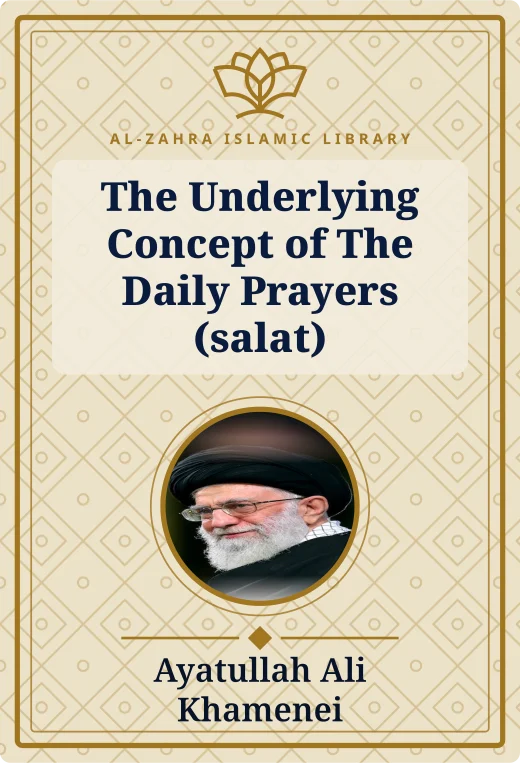 AL-ZAHRA ISLAMIC LIBRARY
The Underlying
Concept of The
Daily Prayers
(salat)
Ayatullah Ali
Khamenei